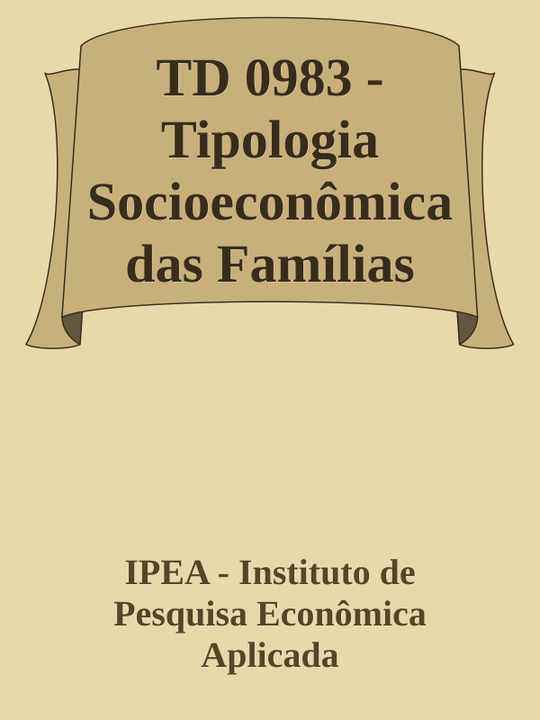 TD 0983 -
Tipologia
Socioeconômica
das Famílias
IPEA - Instituto de
Pesquisa Econômica
Aplicada